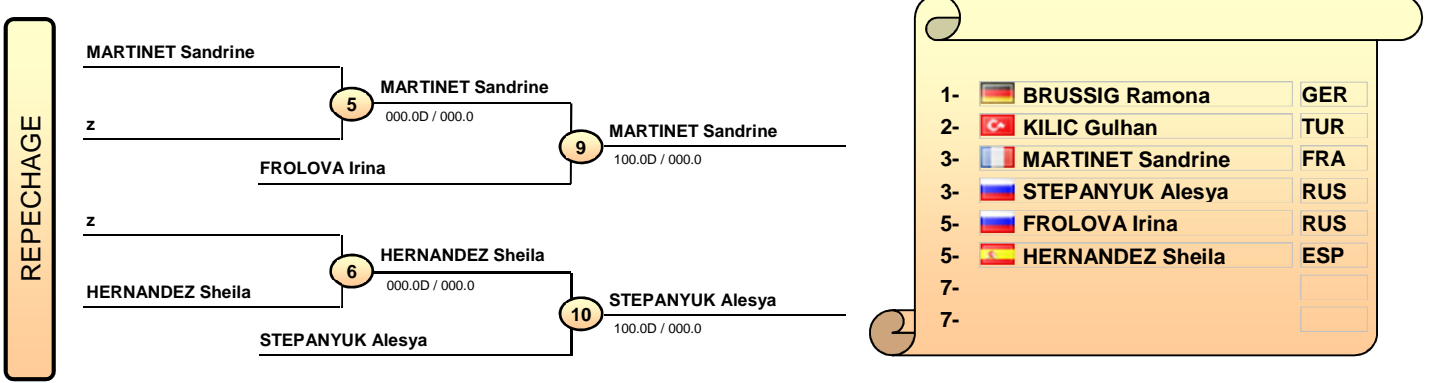 REPECHAGE
MARTINET Sandrine
5
MARTINET Sandrine
000.0D / 000.0
z
9
MARTINET Sandrine
100.0D / 000.0
FROLOVA Irina
z
6
HERNANDEZ Sheila
000.0D / 000.0
HERNANDEZ Sheila
10
STEPANYUK Alesya
100.0D / 000.0
STEPANYUK Alesya
1- BRUSSIG Ramona GER
2- KILIC Gulhan TUR
3- MARTINET Sandrine FRA
3- STEPANYUK Alesya RUS
5- FROLOVA Irina RUS
5- HERNANDEZ Sheila ESP
7-
7-